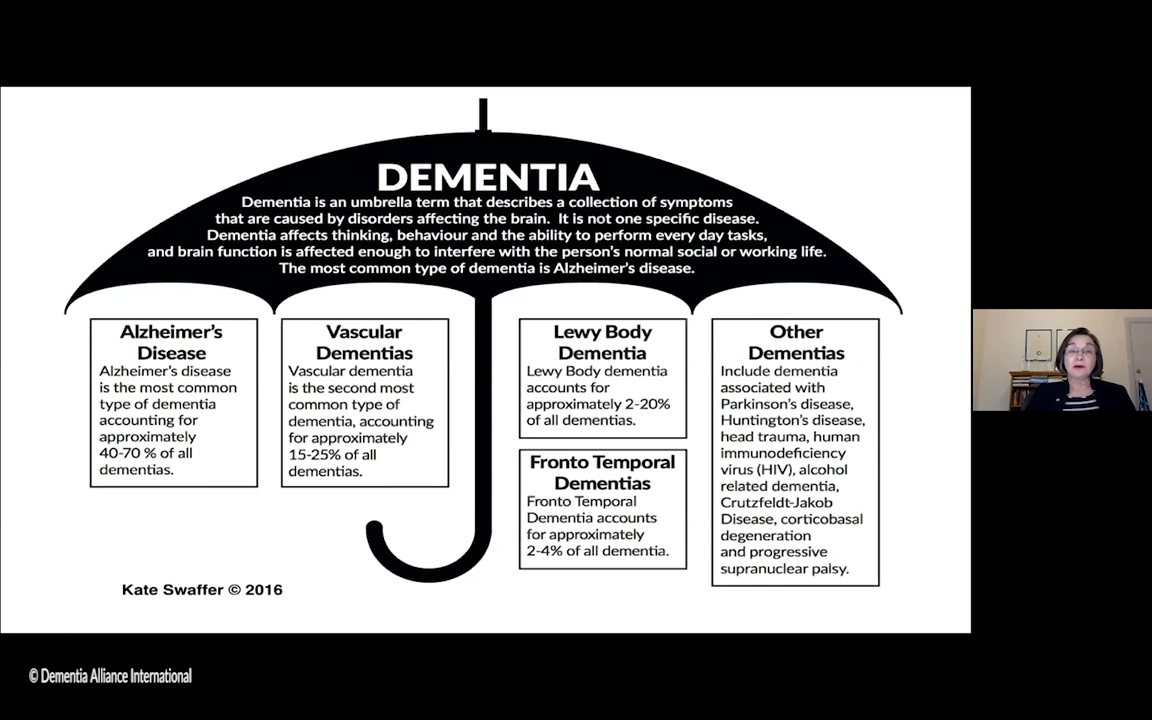 DEMENTIA
Dementia is an umbrella term that describes a collection of symptoms
that are caused by disorders affecting the brain. It is not one specific disease.
Dementia affects thinking, behaviour and the ability to perform every day tasks,
and brain function is affected enough to interfere with the person's normal social or working life.
The most common type of dementia is Alzheimer's disease.
Alzheimer's
Disease
Alzheimer's disease
is the most common
type of dementia
accounting for
approximately
40-70 % of all
dementias.
Vascular
Dementias
Vascular dementia
is the second most
common type of
dementia, accounting
for approximately
15-25% of all
dementias.
Lewy Body
Dementia
Lewy Body dementia
accounts for
approximately 2-20%
of all dementias.
Fronto Temporal
Dementias
Fronto Temporal
Dementia accounts
for approximately
2-4% of all dementia.
Other
Dementias
Include dementia
associated with
Parkinson's disease,
Huntington's disease,
head trauma, human
immunodeficiency
virus (HIV), alcohol
related dementia,
Crutzfeldt-Jakob
Disease, corticobasal
degeneration
and progressive
supranuclear palsy.
Kate Swaffer © 2016
© Dementia Alliance International